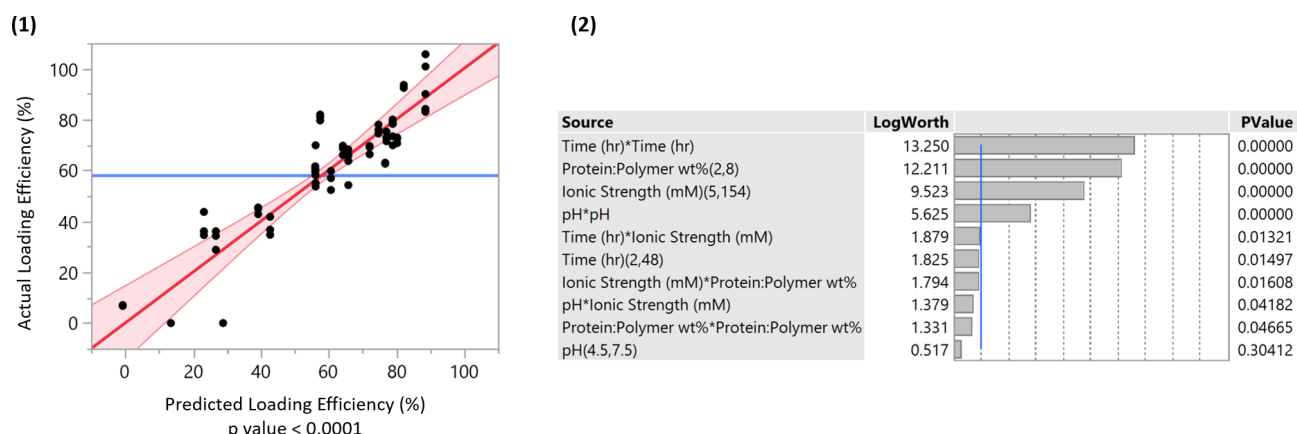 (1)
(2)
Actual Loading Efficiency (%)
100
80
60
40
20
0
0 20 40 60 80 100
Predicted Loading Efficiency (%)
p value < 0.0001
Source LogWorth PValue
Time (hr)*Time (hr) 13.250 0.00000
Protein:Polymer wt%(2,8) 12.211 0.00000
Ionic Strength (mM)(5,154) 9.523 0.00000
pH*pH 5.625 0.00000
Time (hr)*Ionic Strength (mM) 1.879 0.01321
Time (hr)(2,48) 1.825 0.01497
Ionic Strength (mM)*Protein:Polymer wt% 1.794 0.01608
pH*Ionic Strength (mM) 1.379 0.04182
Protein:Polymer wt%*Protein:Polymer wt% 1.331 0.04665
pH(4.5,7.5) 0.517 0.30412